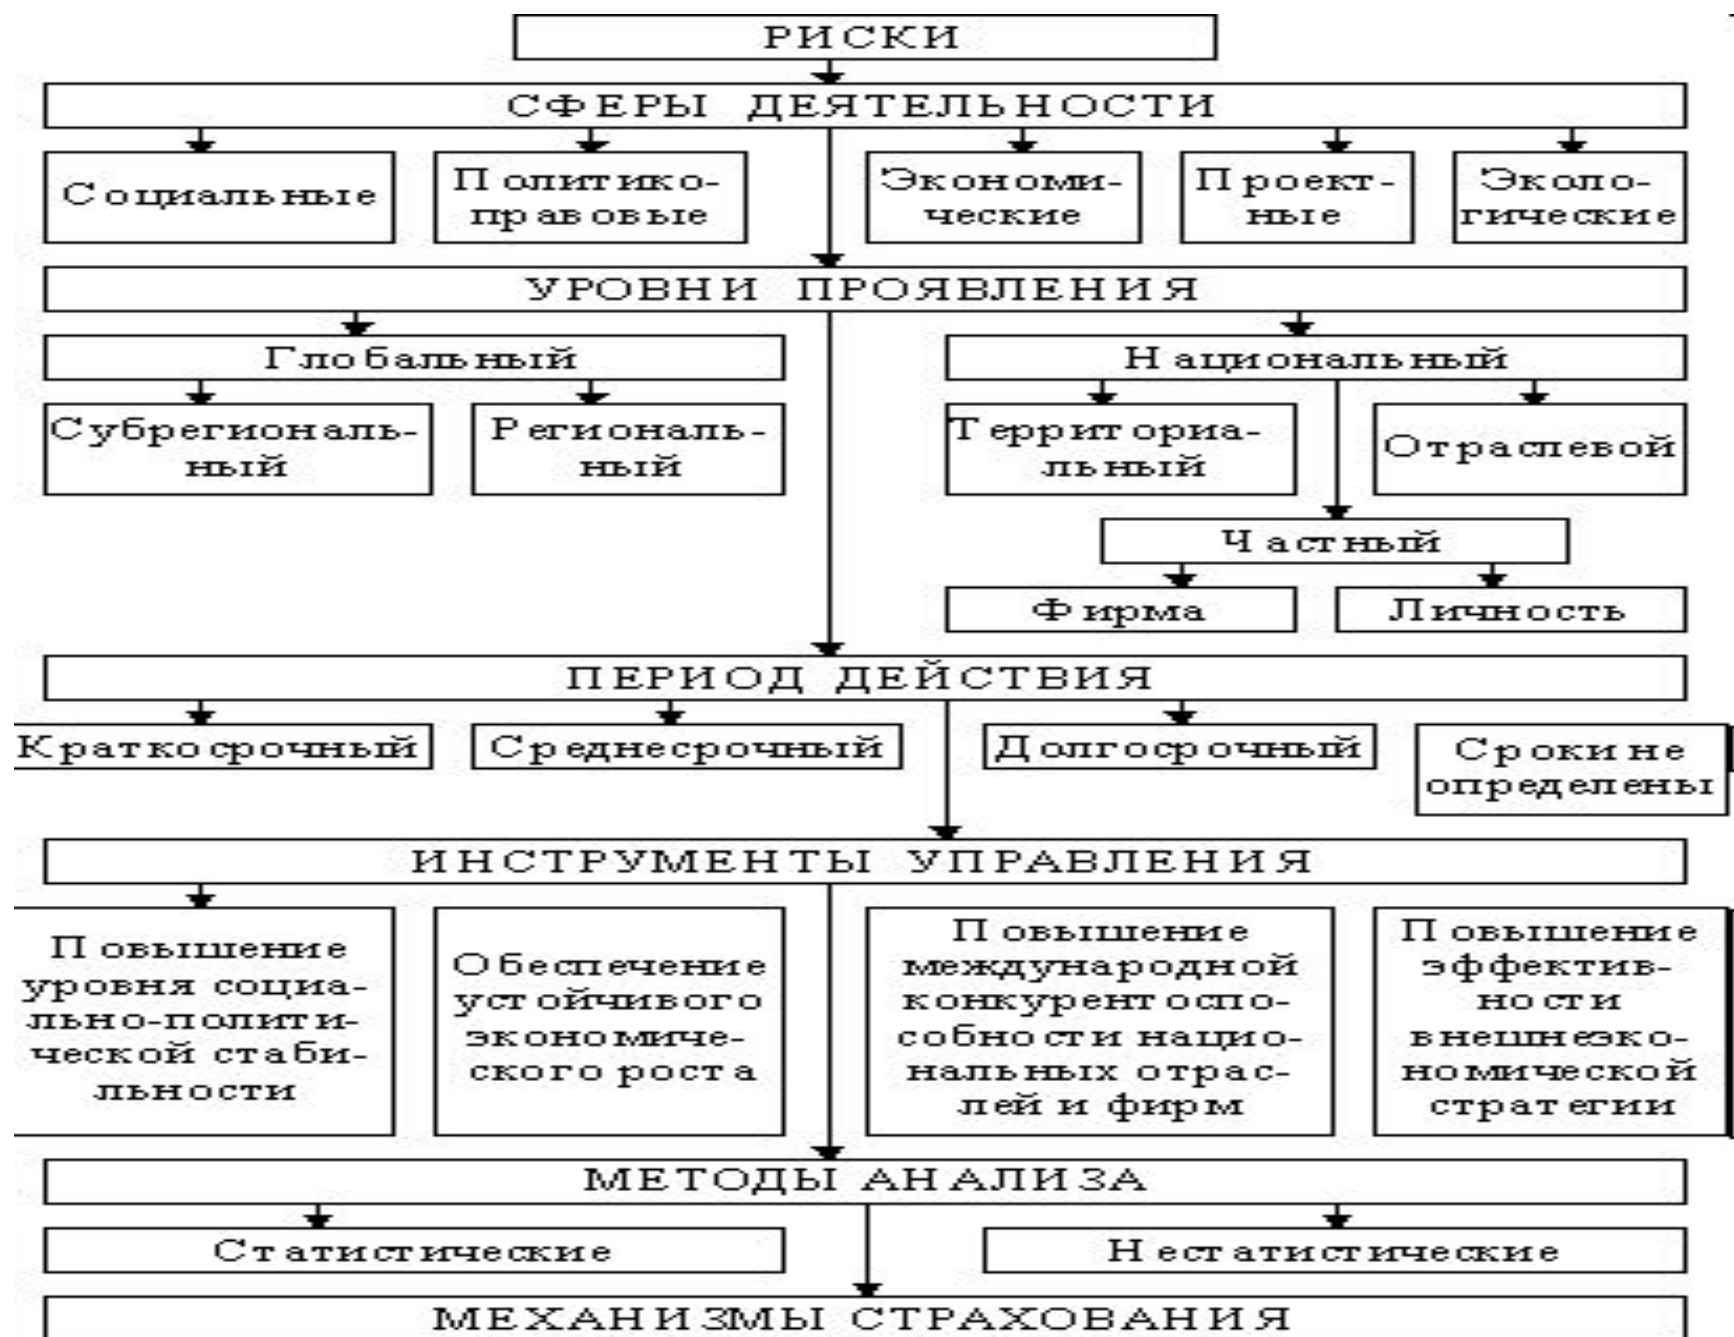 РИСКИ
СФЕРЫ ДЕЯТЕЛЬНОСТИ
Социальные
Политико-
правовые
Экономи-
ческие
Проект-
ные
Эколо-
гические
УРОВНИ ПРОЯВЛЕНИЯ
Глобальный
Национальный
Субрегиональ-
ный
Региональ-
ный
Территориа-
льный
Отраслевой
Частный
Фирма
Личность
ПЕРИОД ДЕЙСТВИЯ
Краткосрочный
Среднесрочный
Долгосрочный
Сроки не
определены
ИНСТРУМЕНТЫ УПРАВЛЕНИЯ
Повышение
уровня социа-
льно-полити-
ческой стаби-
льности
Обеспечение
устойчивого
экономиче-
ского роста
Повышение
международной
конкурентоспо-
собности нацио-
нальных отрас-
лей и фирм
Повышение
эффектив-
ности
внешнеэко-
номической
стратегии
МЕТОДЫ АНАЛИЗА
Статистические
Нестатистические
МЕХАНИЗМЫ СТРАХОВАНИЯ